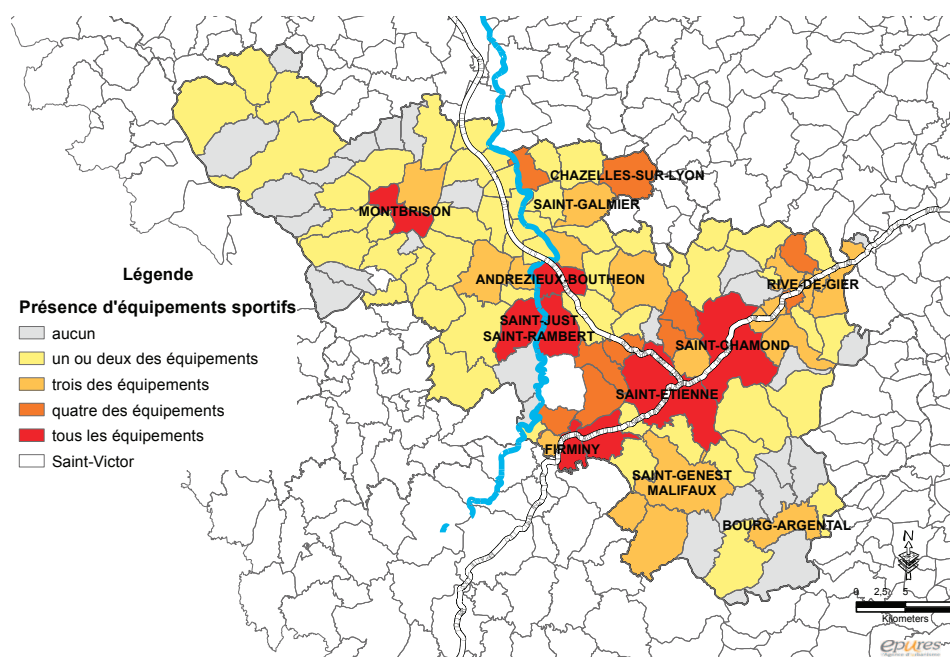 CHAZELLES-SUR-LYON
SAINT-GALMIER
MONTBRISON
Légende
ANDREZIEUX-BOUTHEON
RIVE-DE-GIER
Présence d'équipements sportifs
aucun
SAINT-JUST
SAINT-RAMBERT
SAINT-CHAMOND
un ou deux des équipements
trois des équipements
SAINT-ETIENNE
quatre des équipements
tous les équipements
FIRMINY
Saint-Victor
SAINT-GENEST
MALIFAUX
BOURG-ARGENTAL
N
0 2,5 5
Kilometers
epures